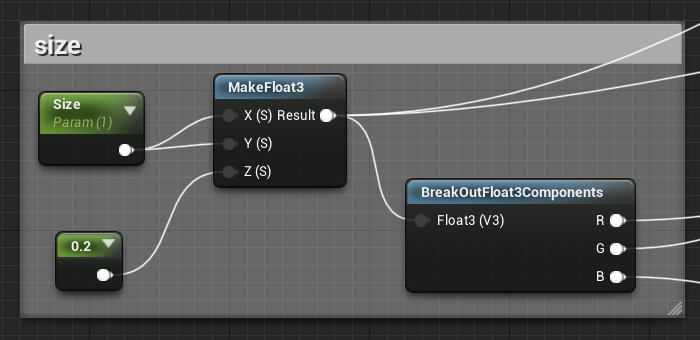 size
Size
Param (1)
0.2
MakeFloat3
X (S) Result
Y (S)
Z (S)
BreakOutFloat3Components
Float3 (V3) R
G
B